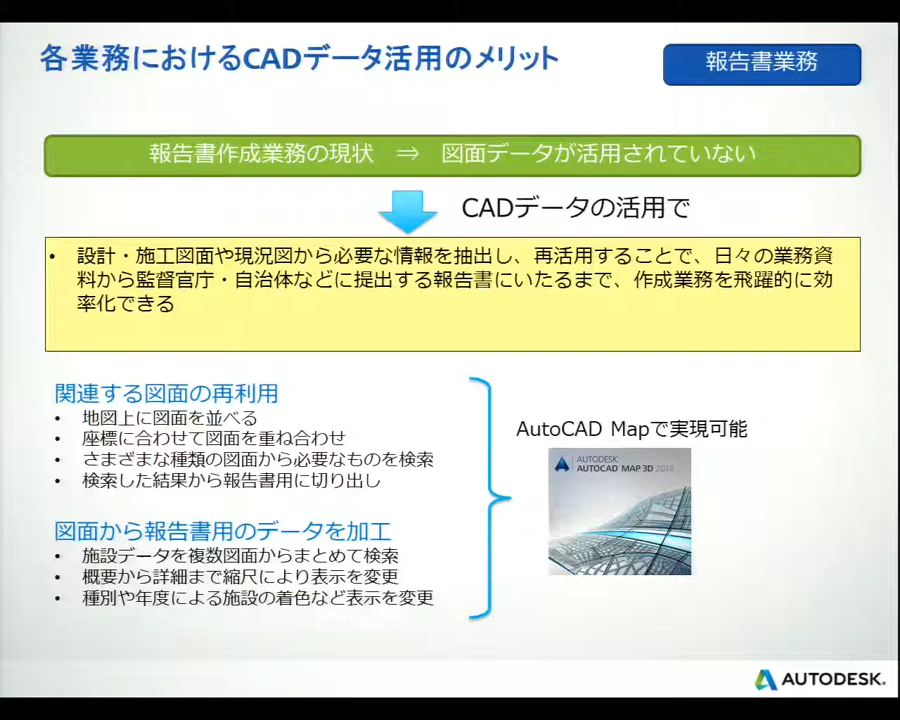 各業務におけるCADデータ活用のメリット
報告書業務
報告書作成業務の現状 ⇒ 図面データが活用されていない
CADデータの活用で
• 設計・施工図面や現況図から必要な情報を抽出し、再活用することで、日々の業務資
料から監督官庁・自治体などに提出する報告書にいたるまで、作成業務を飛躍的に効
率化できる
関連する図面の再利用
• 地図上に図面を並べる
• 座標に合わせて図面を重ね合わせ
• さまざまな種類の図面から必要なものを検索
• 検索した結果から報告書用に切り出し
図面から報告書用のデータを加工
• 施設データを複数図面からまとめて検索
• 概要から詳細まで縮尺により表示を変更
• 種別や年度による施設の着色など表示を変更
AutoCAD Mapで実現可能
AUTODESK
AUTOCAD MAP 3D
AUTODESK.